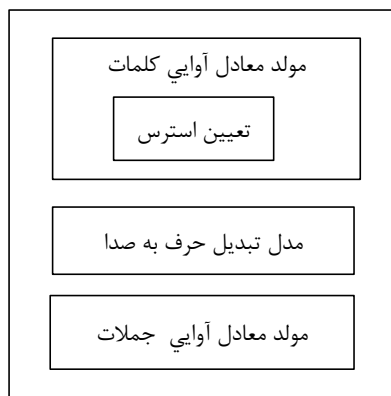 مولد معادل آوايي كلمات
تعيين استرس
مدل تبديل حرف به صدا
مولد معادل آوايي جملات